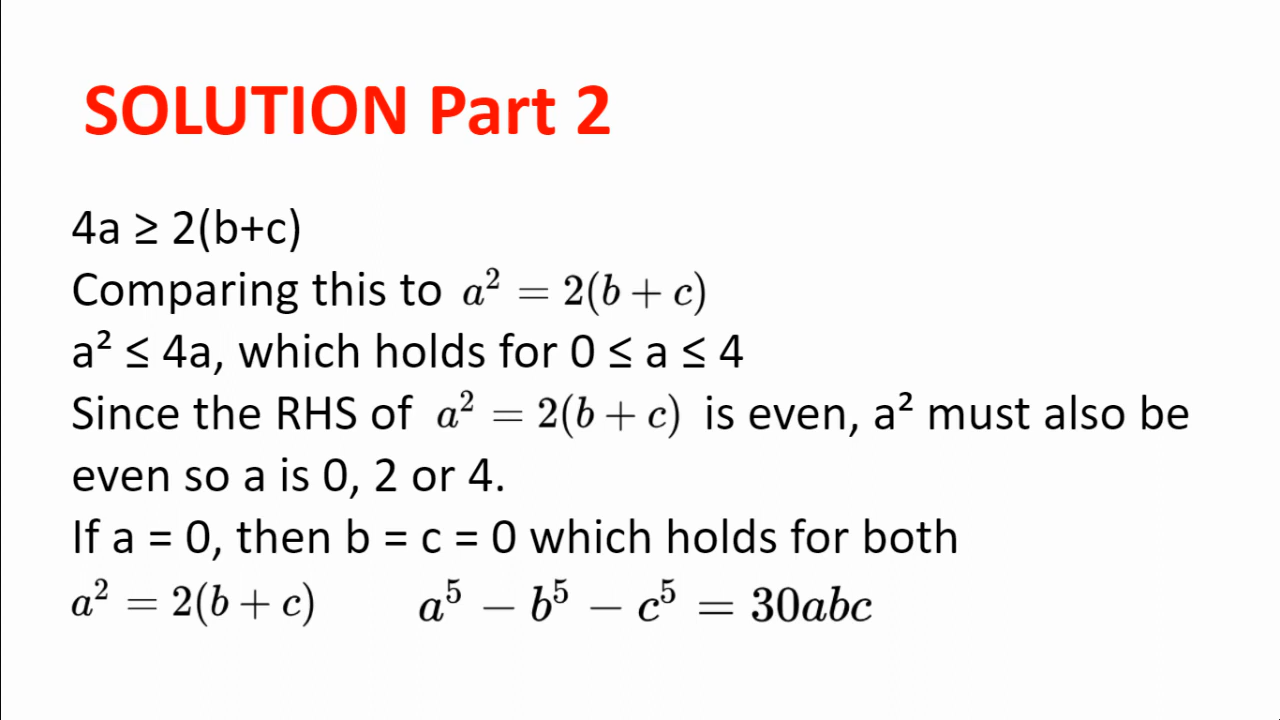 SOLUTION Part 2
4a ≥ 2(b+c)
Comparing this to a² = 2(b + c)
a² ≤ 4a, which holds for 0 ≤ a ≤ 4
Since the RHS of a² = 2(b + c) is even, a² must also be
even so a is 0, 2 or 4.
If a = 0, then b = c = 0 which holds for both
a² = 2(b + c) a⁵ − b⁵ − c⁵ = 30abc